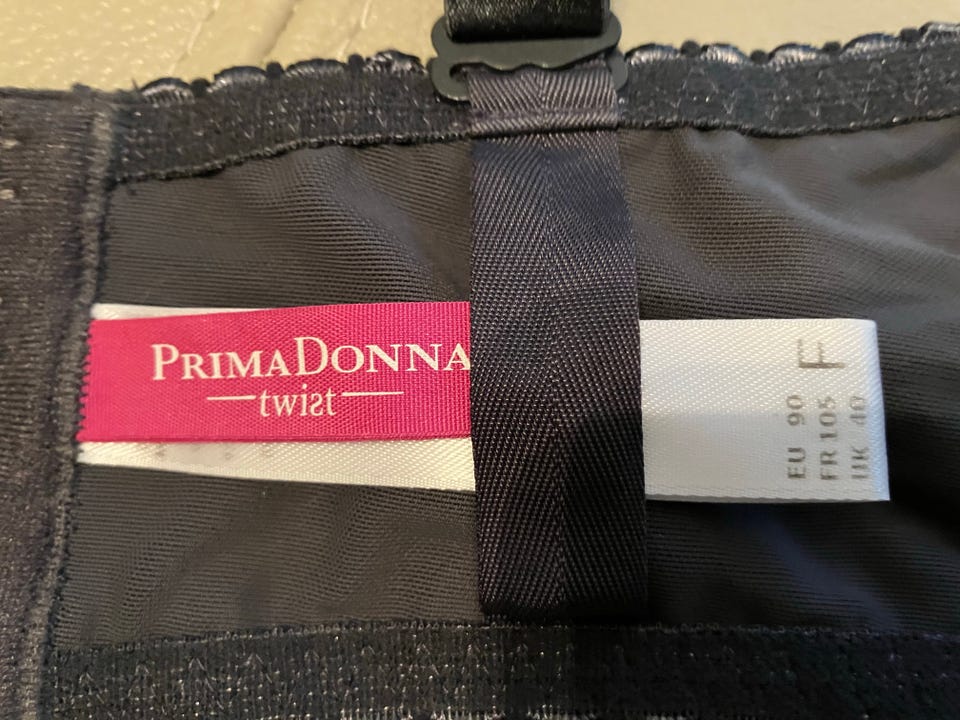 PRIMADONNA
twist
F
EU 90
FR 105
UK 40